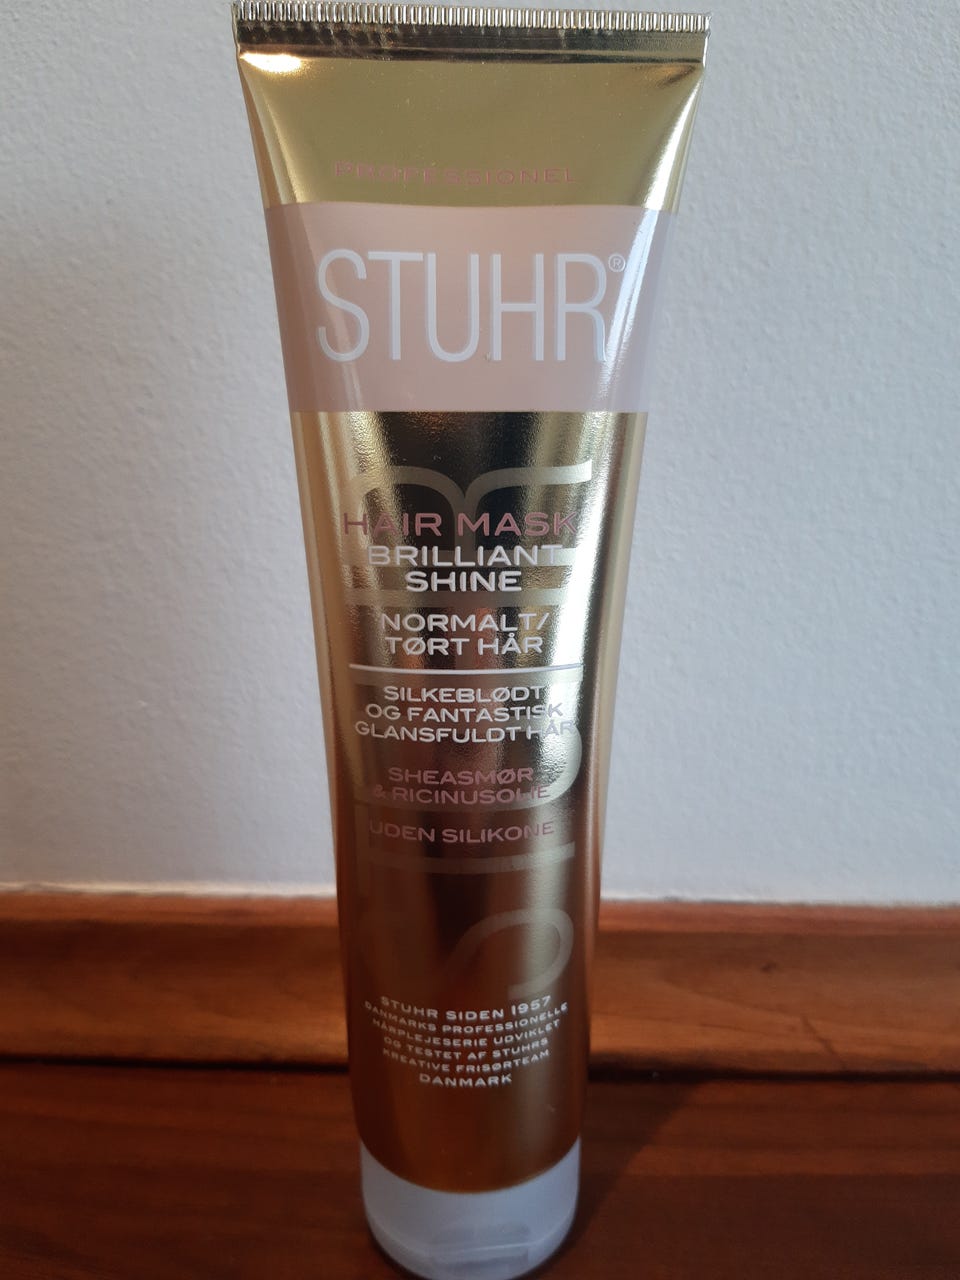 PROFESSIONEL
STUHR®
HAIR MASK
BRILLIANT
SHINE
NORMALT/
TØRT HÅR
SILKEBLØDT
OG FANTASTISK
GLANSFULDT HÅR
SHEASMØR
& RICINUSOLIE
UDEN SILIKONE
STUHR
STUHR SIDEN 1957
DANMARKS PROFESSIONELLE
HÅRPLEJESERIE UDVIKLET
OG TESTET AF STUHRS
KREATIVE FRISØRTEAM
DANMARK